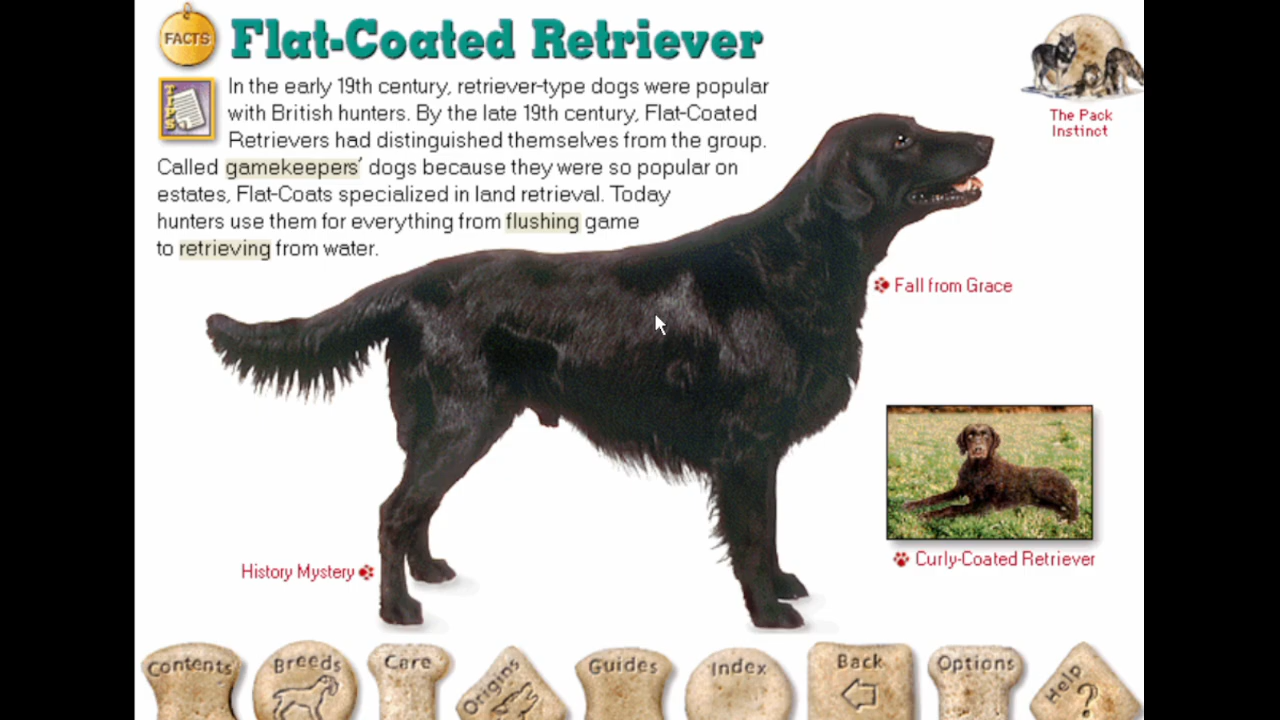 FACTS
Flat-Coated Retriever
TIPS
In the early 19th century, retriever-type dogs were popular
with British hunters. By the late 19th century, Flat-Coated
Retrievers had distinguished themselves from the group.
Called gamekeepers' dogs because they were so popular on
estates, Flat-Coats specialized in land retrieval. Today
hunters use them for everything from flushing game
to retrieving from water.
The Pack
Instinct
Fall from Grace
Curly-Coated Retriever
History Mystery
Contents
Breeds
Care
Origins
Guides
Index
Back
Options
Help
?